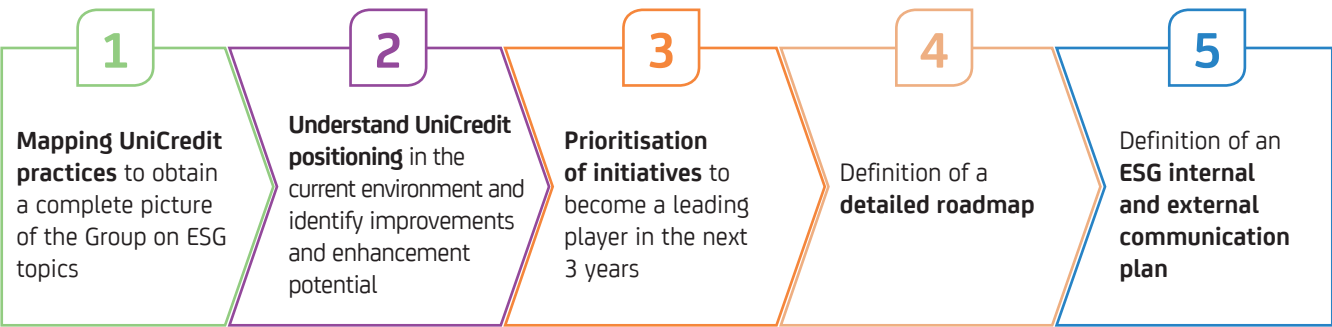 1
Mapping UniCredit
practices to obtain
a complete picture
of the Group on ESG
topics
2
Understand UniCredit
positioning in the
current environment and
identify improvements
and enhancement
potential
3
Prioritisation
of initiatives to
become a leading
player in the next
3 years
4
Definition of a
detailed roadmap
5
Definition of an
ESG internal
and external
communication
plan